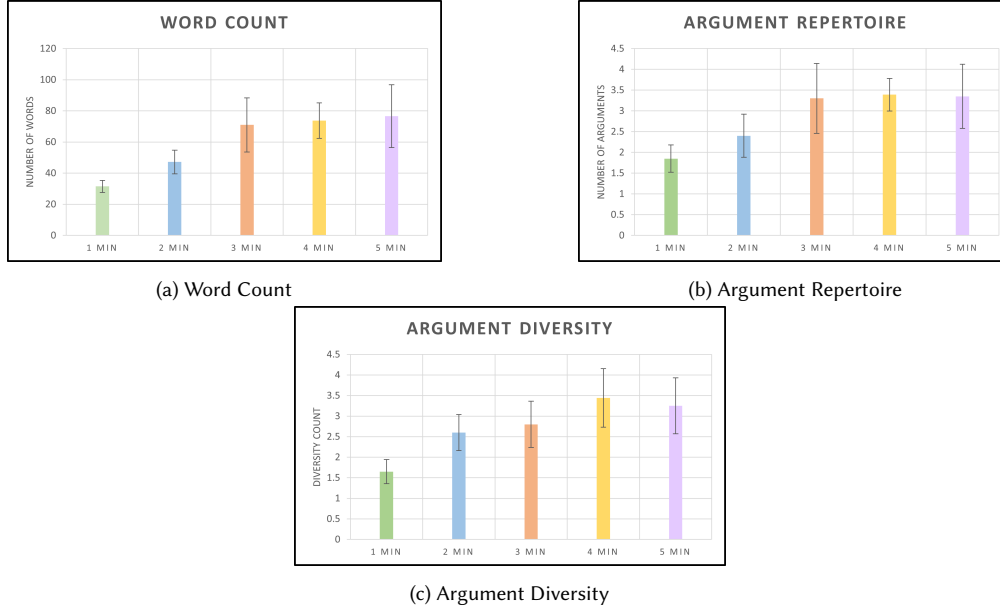 WORD COUNT
NUMBER OF WORDS
120
100
80
60
40
20
0
1 MIN 2 MIN 3 MIN 4 MIN 5 MIN
(a) Word Count
ARGUMENT REPERTOIRE
NUMBER OF ARGUMENTS
4.5
4
3.5
3
2.5
2
1.5
1
0.5
0
1 MIN 2 MIN 3 MIN 4 MIN 5 MIN
(b) Argument Repertoire
ARGUMENT DIVERSITY
DIVERSITY COUNT
4.5
4
3.5
3
2.5
2
1.5
1
0.5
0
1 MIN 2 MIN 3 MIN 4 MIN 5 MIN
(c) Argument Diversity